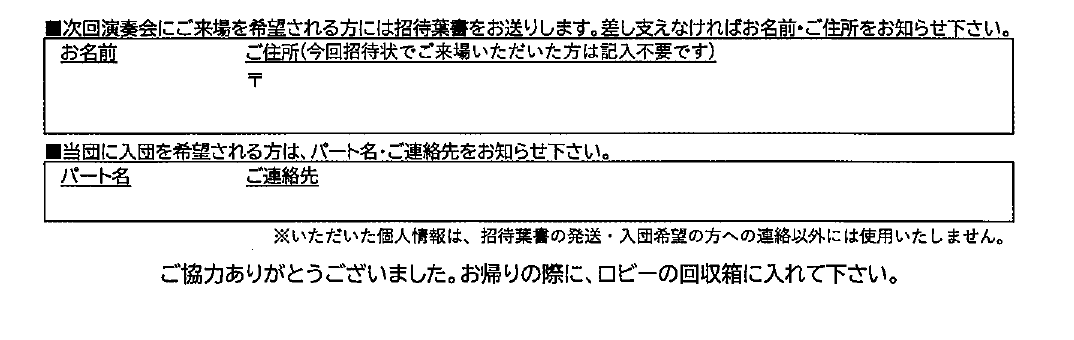 ■次回演奏会にご来場を希望される方には招待葉書をお送りします。差し支えなければお名前・ご住所をお知らせ下さい。
お名前 ご住所(今回招待状でご来場いただいた方は記入不要です)
〒
■当団に入団を希望される方は、パート名・ご連絡先をお知らせ下さい。
パート名 ご連絡先
※いただいた個人情報は、招待葉書の発送・入団希望の方への連絡以外には使用いたしません。
ご協力ありがとうございました。お帰りの際に、ロビーの回収箱に入れて下さい。